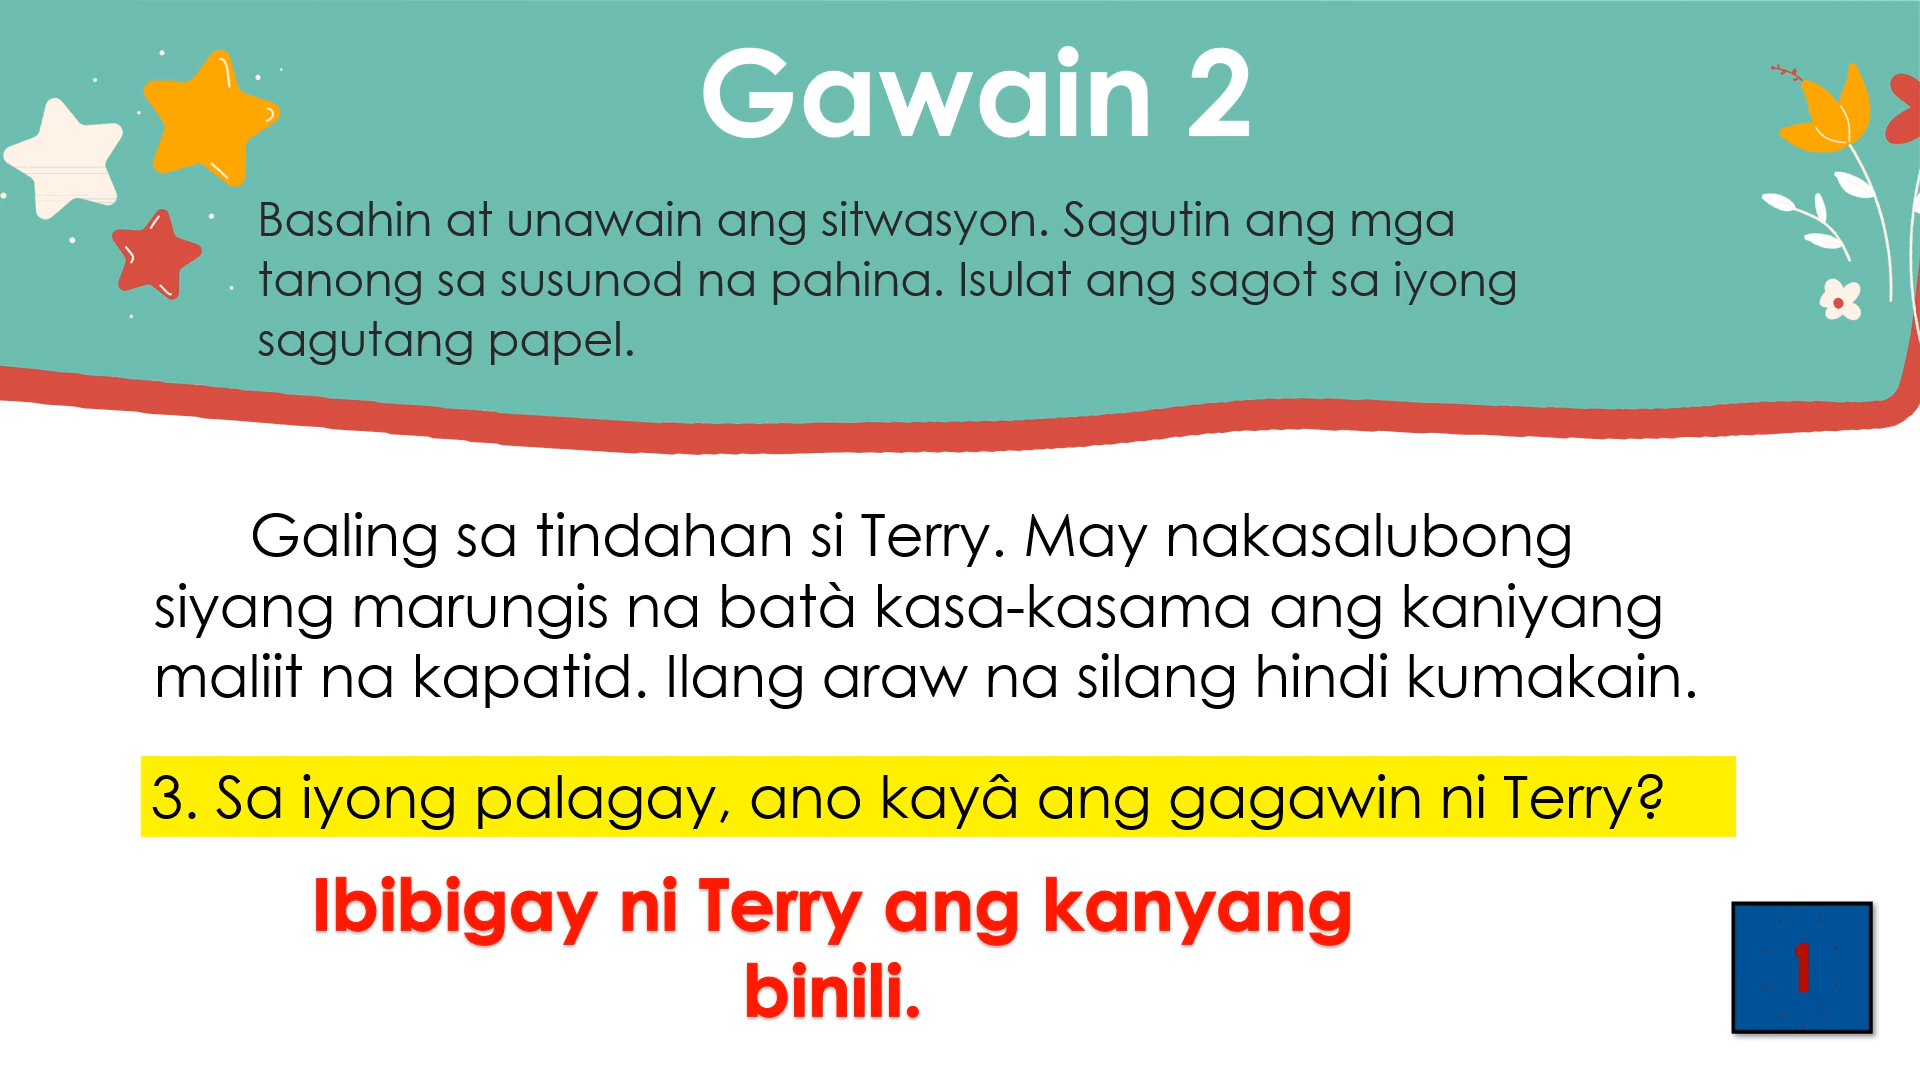 Gawain 2
Basahin at unawain ang sitwasyon. Sagutin ang mga
tanong sa susunod na pahina. Isulat ang sagot sa iyong
sagutang papel.
Galing sa tindahan si Terry. May nakasalubong
siyang marungis na batà kasa-kasama ang kaniyang
maliit na kapatid. Ilang araw na silang hindi kumakain.
3. Sa iyong palagay, ano kayâ ang gagawin ni Terry?
Ibibigay ni Terry ang kanyang
binili.
1